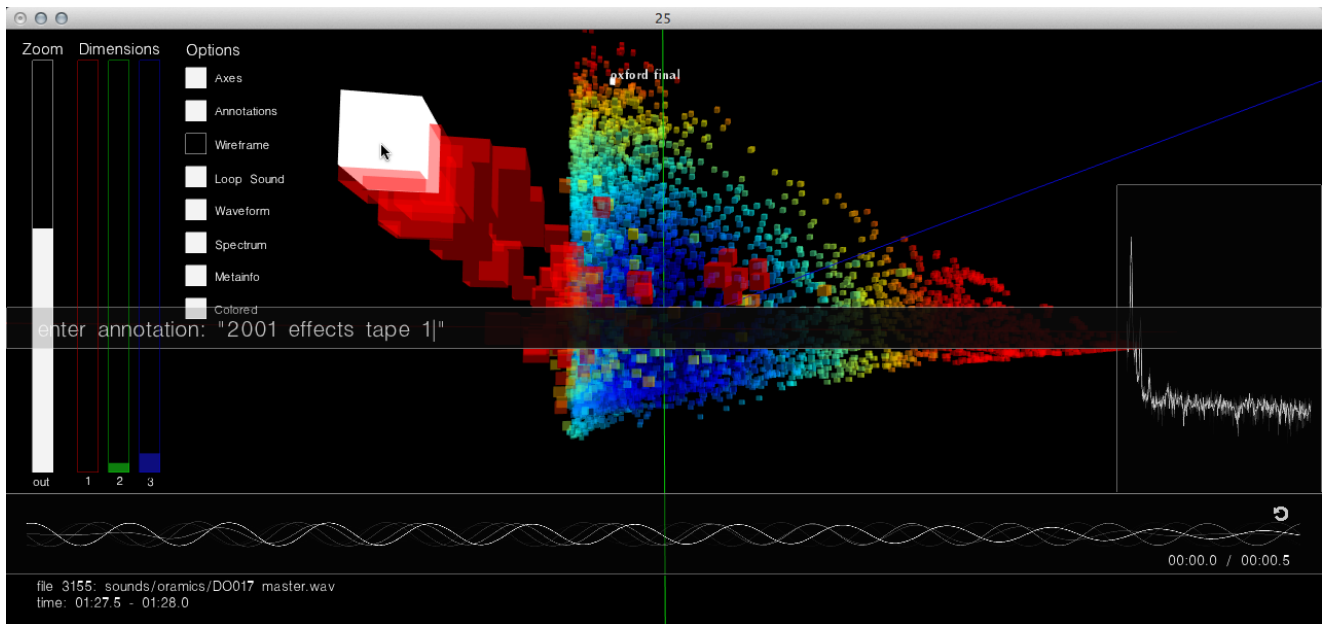 25
Zoom
Dimensions
Options
Axes
Annotations
Wireframe
Loop Sound
Waveform
Spectrum
Metainfo
Colored
oxford final
enter annotation: "2001 effects tape 1"
out
1
2
3
00:00.0 / 00:00.5
file 3155: sounds/oramics/DO017 master.wav
time: 01:27.5 - 01:28.0